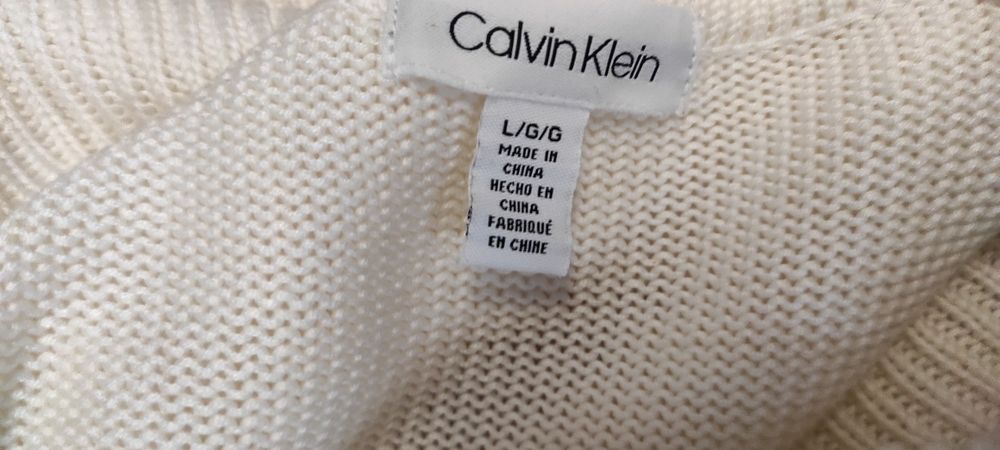 Calvin Klein
L/G/G
MADE IN
CHINA
HECHO EN
CHINA
FABRIQUÉ
EN CHINE